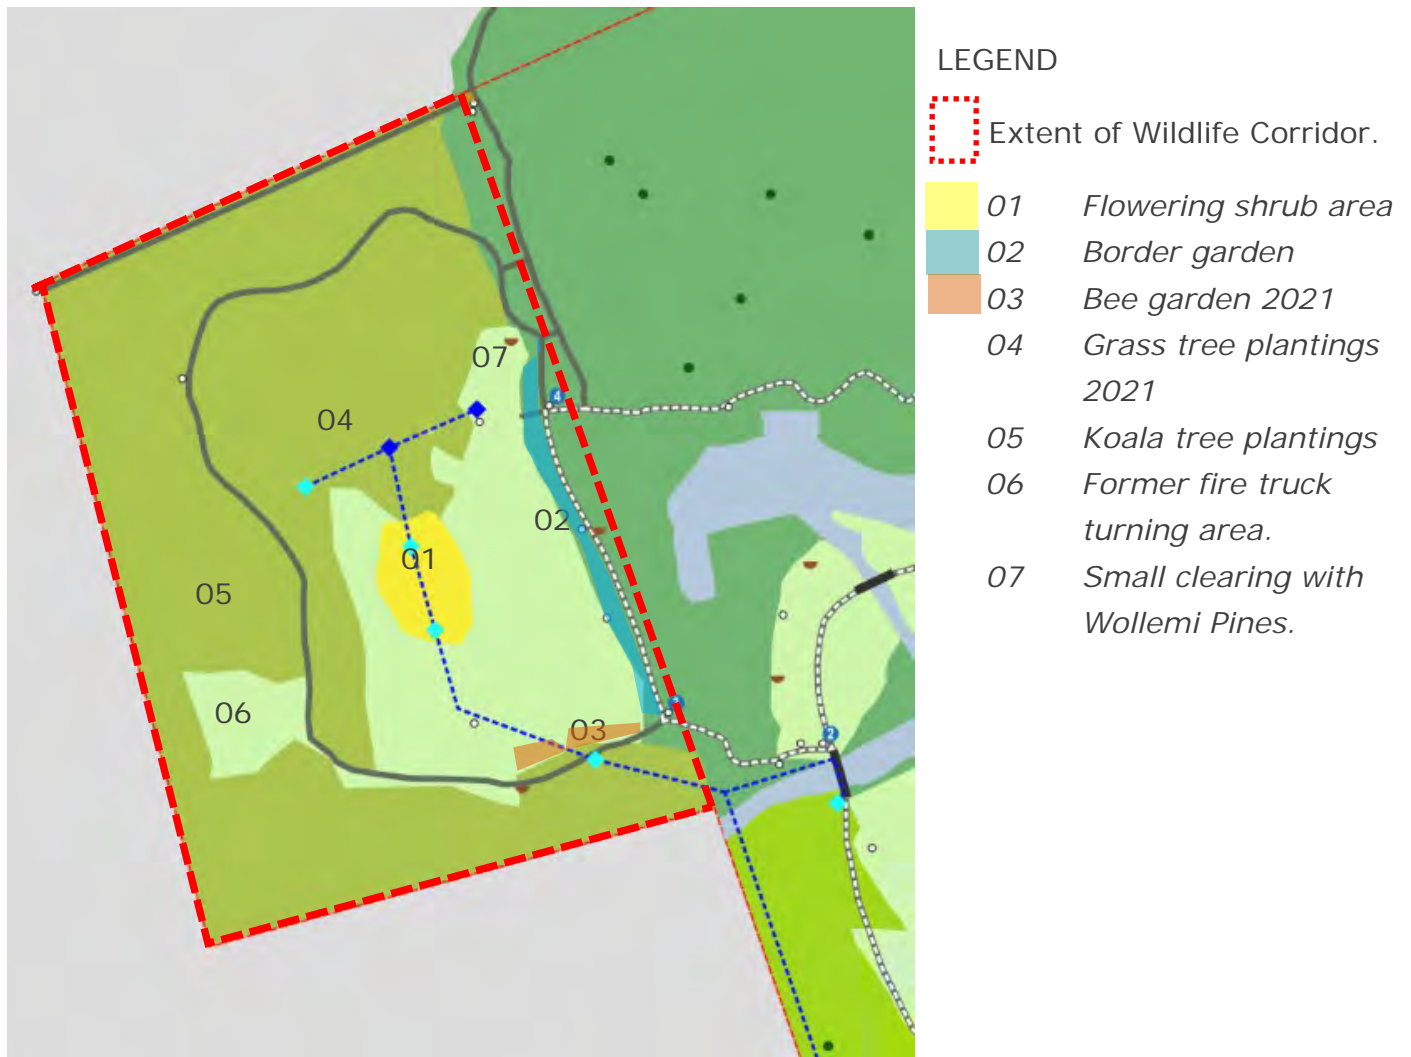 LEGEND
Extent of Wildlife Corridor.
01 Flowering shrub area
02 Border garden
03 Bee garden 2021
04 Grass tree plantings
2021
05 Koala tree plantings
06 Former fire truck
turning area.
07 Small clearing with
Wollemi Pines.
07
4
04
02
01
05
06
03
2